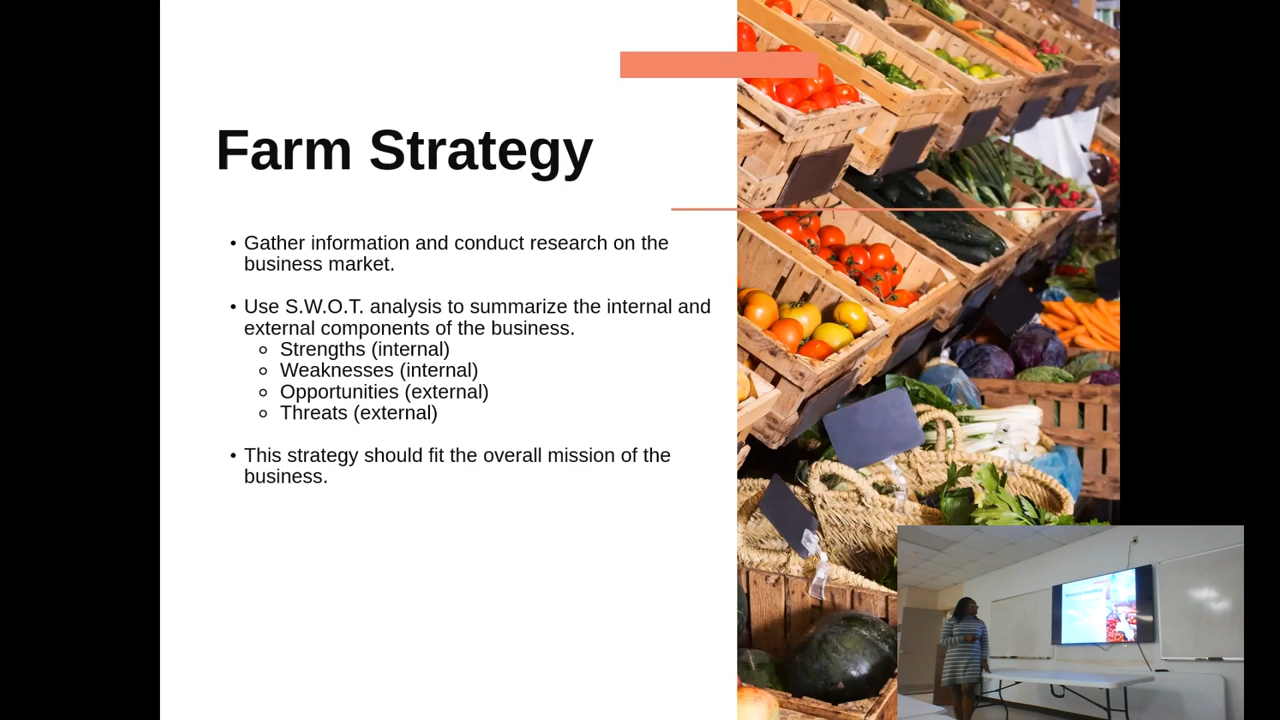 Farm Strategy
• Gather information and conduct research on the
business market.
• Use S.W.O.T. analysis to summarize the internal and
external components of the business.
Strengths (internal)
Weaknesses (internal)
Opportunities (external)
Threats (external)
• This strategy should fit the overall mission of the
business.